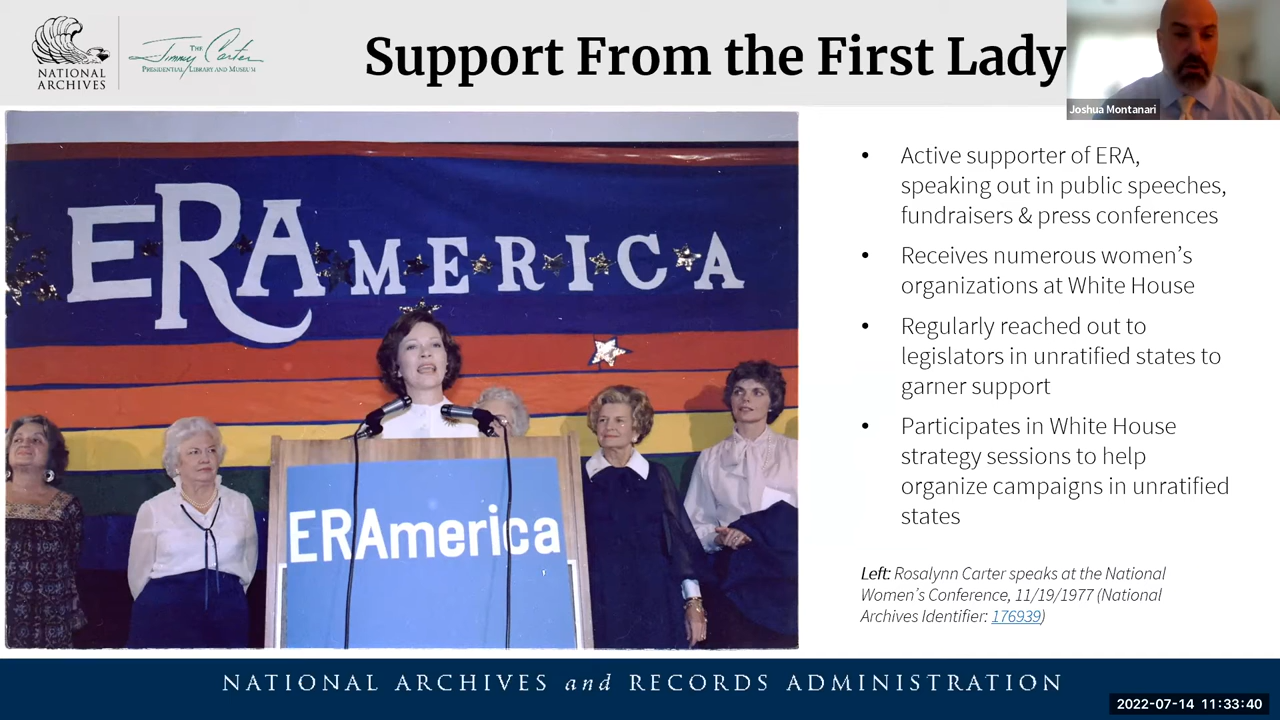 NATIONAL
ARCHIVES
THE
Jimmy Carter
PRESIDENTIAL LIBRARY AND MUSEUM
Support From the First Lady
Joshua Montanari
ERAMERICA
ERAmerica
• Active supporter of ERA,
speaking out in public speeches,
fundraisers & press conferences
• Receives numerous women’s
organizations at White House
• Regularly reached out to
legislators in unratified states to
garner support
• Participates in White House
strategy sessions to help
organize campaigns in unratified
states
Left: Rosalynn Carter speaks at the National
Women’s Conference, 11/19/1977 (National
Archives Identifier: 176939)
NATIONAL ARCHIVES and RECORDS ADMINISTRATION
2022-07-14 11:33:40